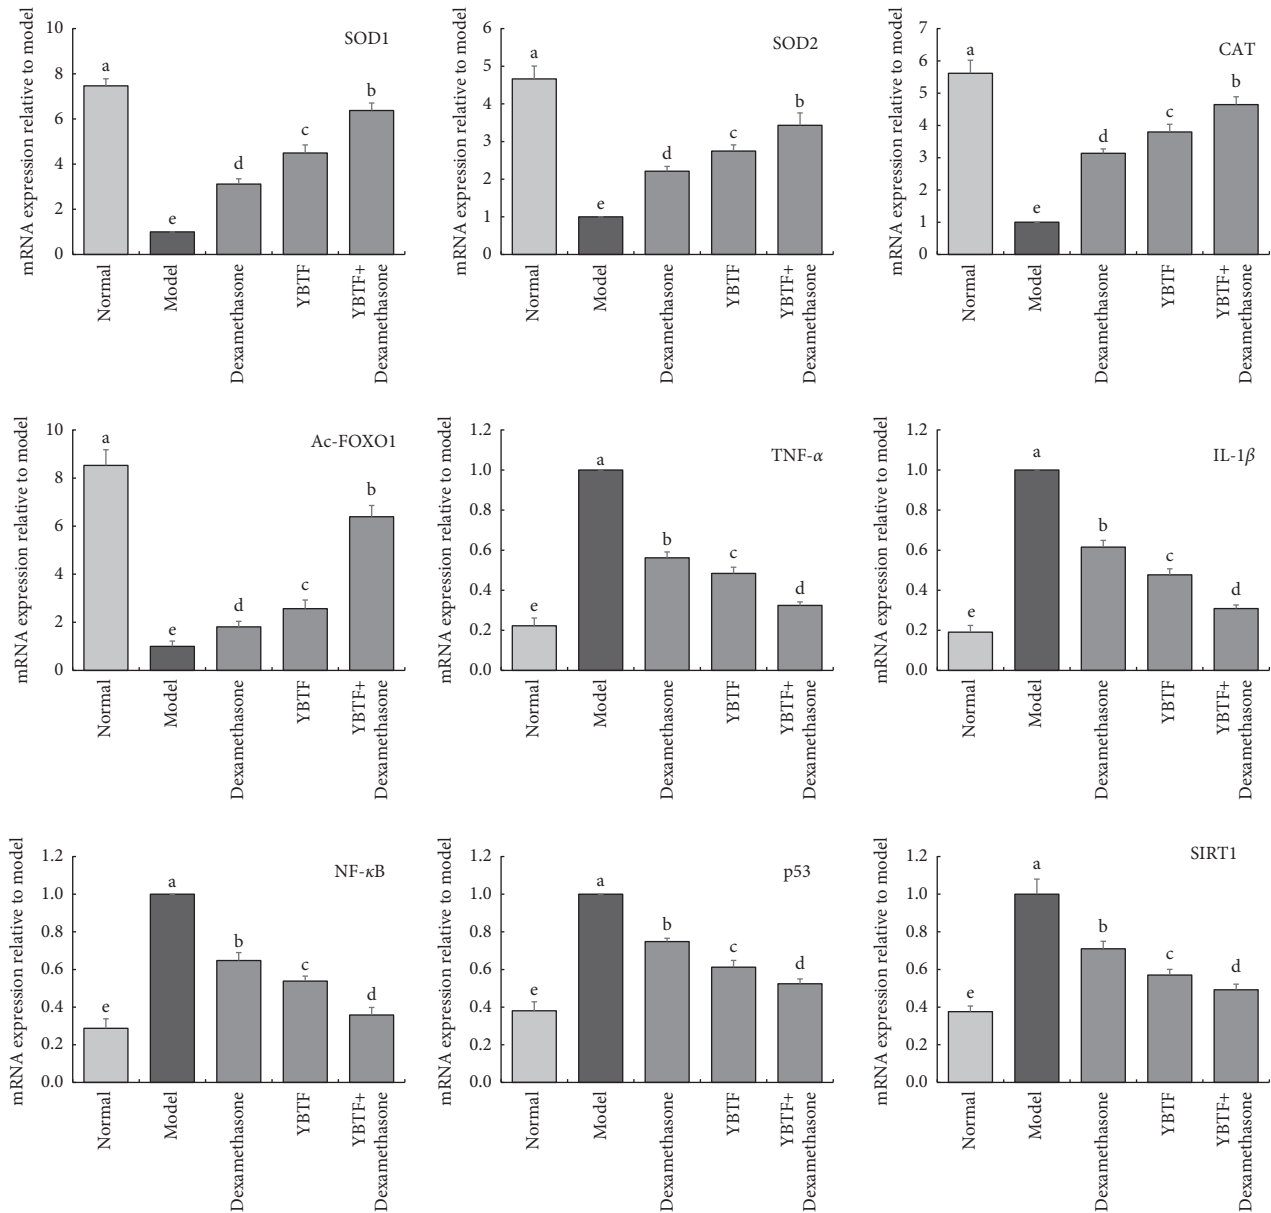 mRNA expression relative to model
10
8
6
4
2
0
SOD1
a
e
d
c
b
Normal
Model
Dexamethasone
YBTF
YBTF+
Dexamethasone
mRNA expression relative to model
6
5
4
3
2
1
0
SOD2
a
e
d
c
b
Normal
Model
Dexamethasone
YBTF
YBTF+
Dexamethasone
mRNA expression relative to model
7
6
5
4
3
2
1
0
CAT
a
e
d
c
b
Normal
Model
Dexamethasone
YBTF
YBTF+
Dexamethasone
mRNA expression relative to model
10
8
6
4
2
0
Ac-FOXO1
a
e
d
c
b
Normal
Model
Dexamethasone
YBTF
YBTF+
Dexamethasone
mRNA expression relative to model
1.2
1.0
0.8
0.6
0.4
0.2
0.0
TNF-α
e
a
b
c
d
Normal
Model
Dexamethasone
YBTF
YBTF+
Dexamethasone
mRNA expression relative to model
1.2
1.0
0.8
0.6
0.4
0.2
0.0
IL-1β
e
a
b
c
d
Normal
Model
Dexamethasone
YBTF
YBTF+
Dexamethasone
mRNA expression relative to model
1.2
1.0
0.8
0.6
0.4
0.2
0.0
NF-κB
e
a
b
c
d
Normal
Model
Dexamethasone
YBTF
YBTF+
Dexamethasone
mRNA expression relative to model
1.2
1.0
0.8
0.6
0.4
0.2
0.0
p53
e
a
b
c
d
Normal
Model
Dexamethasone
YBTF
YBTF+
Dexamethasone
mRNA expression relative to model
1.2
1.0
0.8
0.6
0.4
0.2
0.0
SIRT1
e
a
b
c
d
Normal
Model
Dexamethasone
YBTF
YBTF+
Dexamethasone